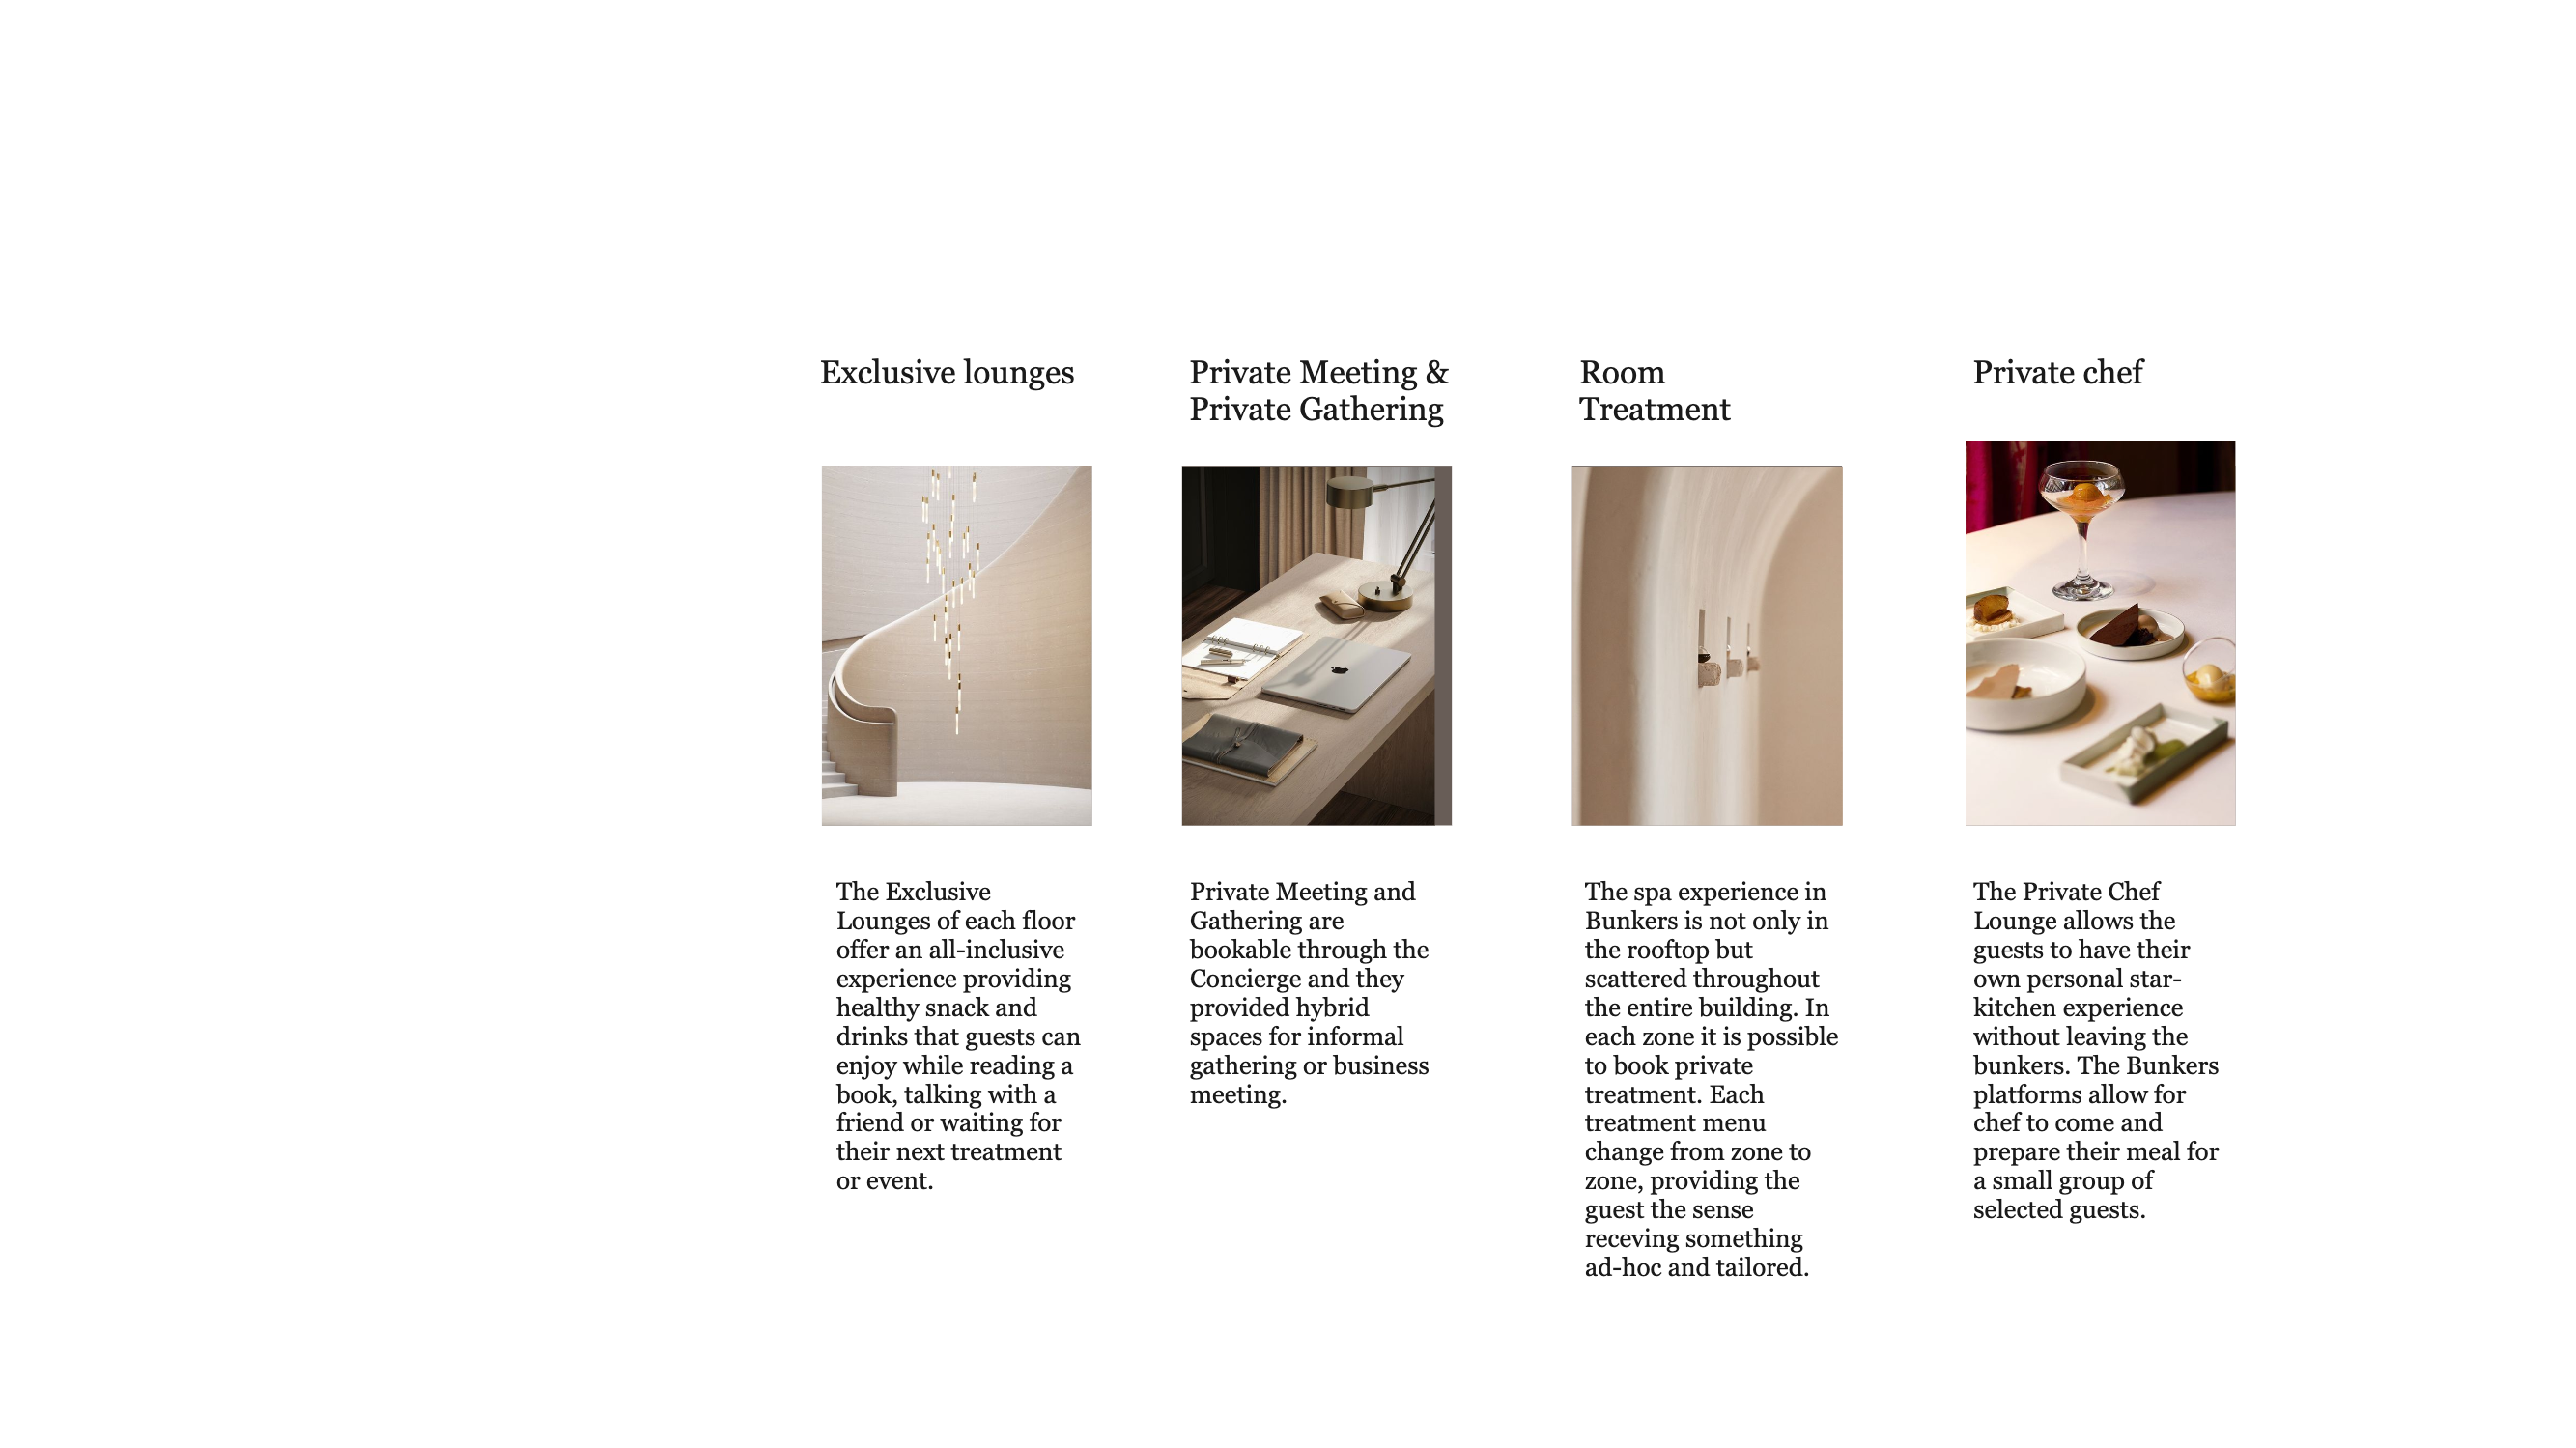 Exclusive lounges
Private Meeting &
Private Gathering
Room
Treatment
Private chef
The Exclusive
Lounges of each floor
offer an all-inclusive
experience providing
healthy snack and
drinks that guests can
enjoy while reading a
book, talking with a
friend or waiting for
their next treatment
or event.
Private Meeting and
Gathering are
bookable through the
Concierge and they
provided hybrid
spaces for informal
gathering or business
meeting.
The spa experience in
Bunkers is not only in
the rooftop but
scattered throughout
the entire building. In
each zone it is possible
to book private
treatment. Each
treatment menu
change from zone to
zone, providing the
guest the sense
receving something
ad-hoc and tailored.
The Private Chef
Lounge allows the
guests to have their
own personal star-
kitchen experience
without leaving the
bunkers. The Bunkers
platforms allow for
chef to come and
prepare their meal for
a small group of
selected guests.